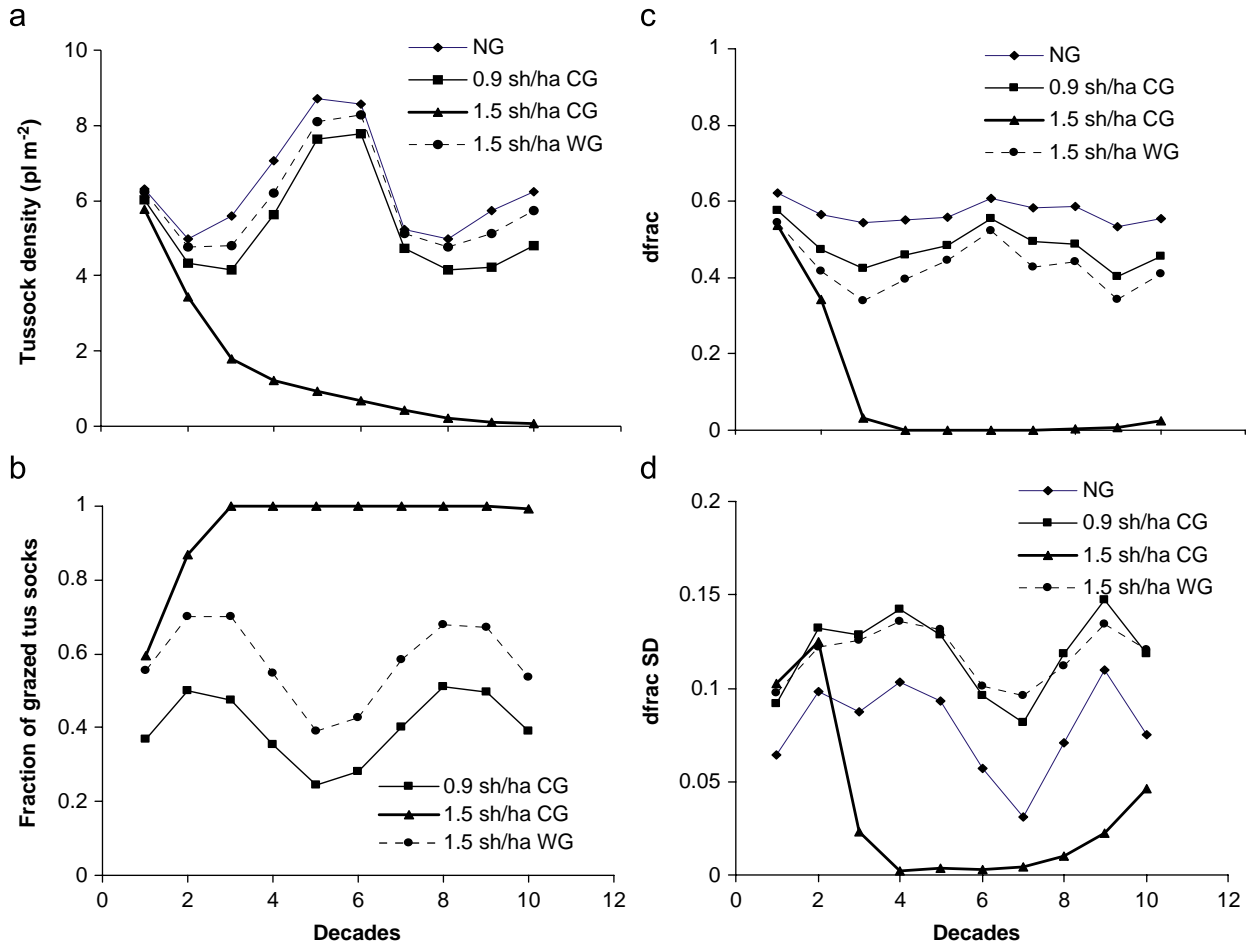 a
Tussock density (pl m-2)
10
8
6
4
2
0
NG
0.9 sh/ha CG
1.5 sh/ha CG
1.5 sh/ha WG
c
dfrac
1
0.8
0.6
0.4
0.2
0
NG
0.9 sh/ha CG
1.5 sh/ha CG
1.5 sh/ha WG
b
Fraction of grazed tus socks
1
0.8
0.6
0.4
0.2
0
0.9 sh/ha CG
1.5 sh/ha CG
1.5 sh/ha WG
0 2 4 6 8 10 12
Decades
d
dfrac SD
0.2
0.15
0.1
0.05
0
NG
0.9 sh/ha CG
1.5 sh/ha CG
1.5 sh/ha WG
0 2 4 6 8 10 12
Decades